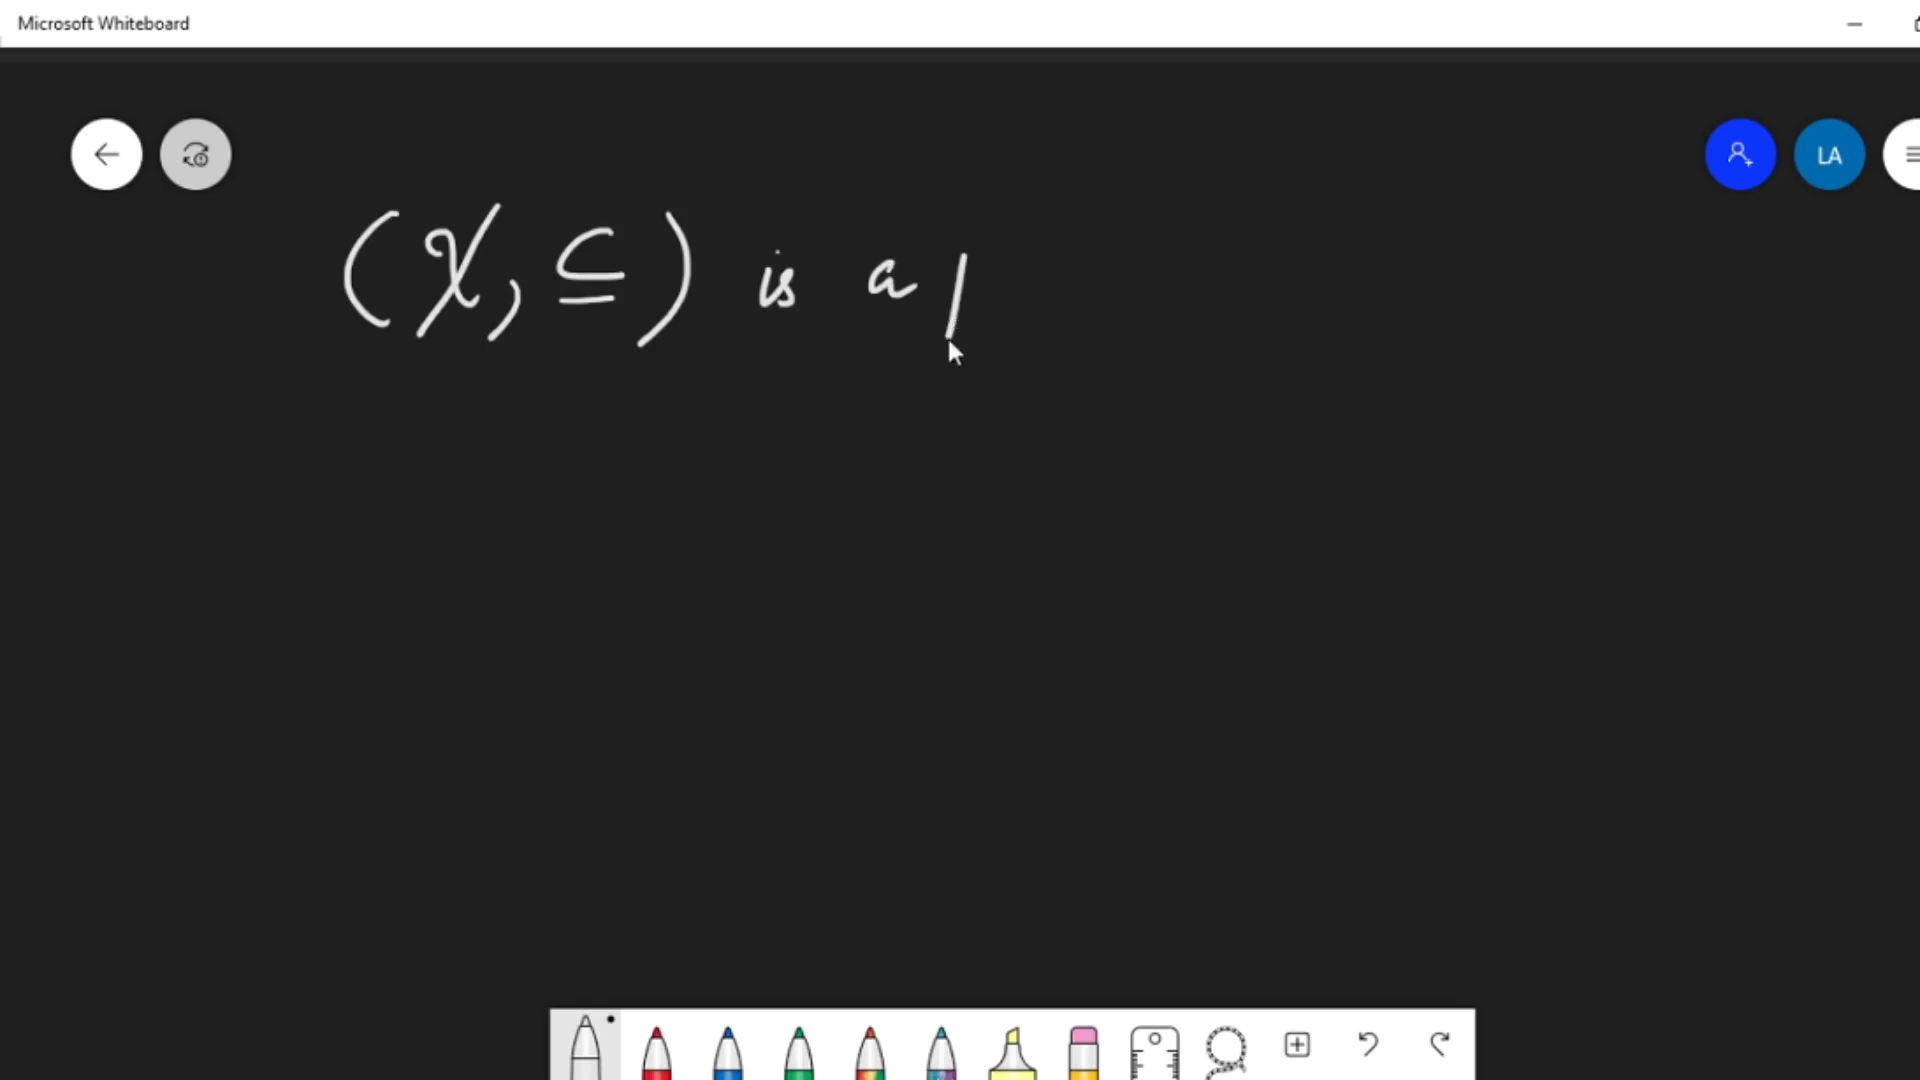 Microsoft Whiteboard
LA
(X, ⊆) is a